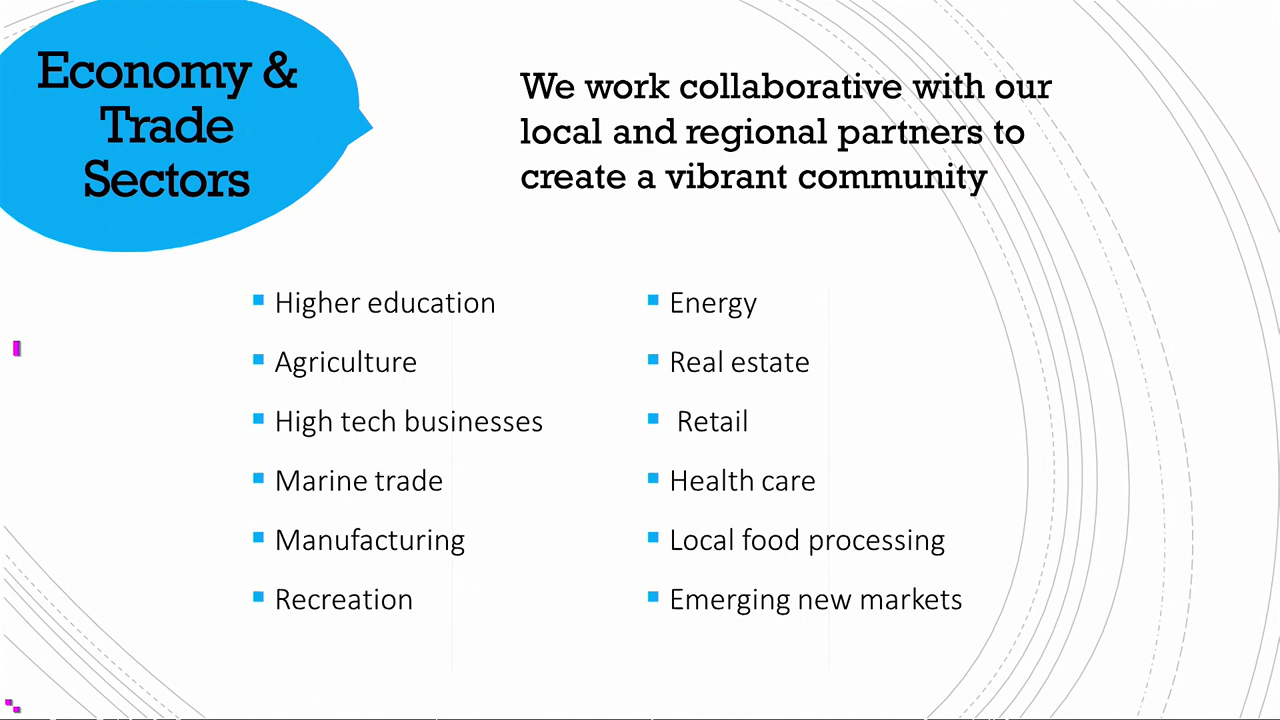 Economy &
Trade
Sectors
We work collaborative with our
local and regional partners to
create a vibrant community
Higher education
Agriculture
High tech businesses
Marine trade
Manufacturing
Recreation
Energy
Real estate
Retail
Health care
Local food processing
Emerging new markets